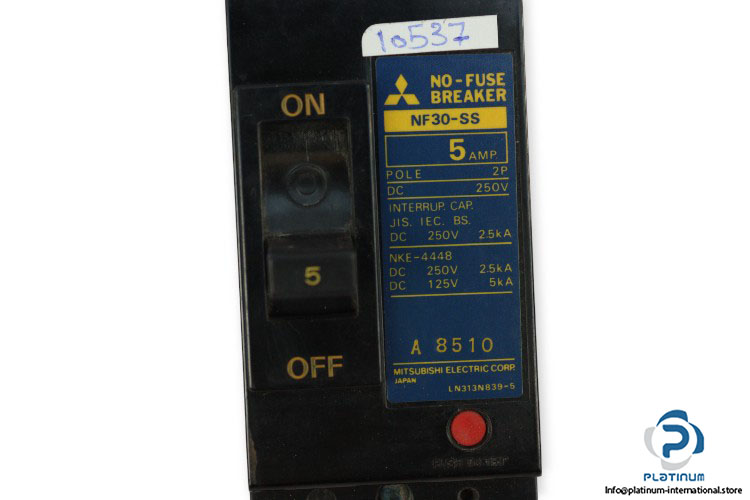 10537
NO-FUSE
BREAKER
NF30-SS
5 AMP.
POLE 2P
DC 250V
INTERRUP. CAP.
JIS. IEC. BS.
DC 250V 2.5kA
NKE-4448
DC 250V 2.5kA
DC 125V 5kA
A 8510
MITSUBISHI ELECTRIC CORP.
JAPAN
LN313N839-5
ON
5
OFF
PLATINUM
Info@platinum-international.store